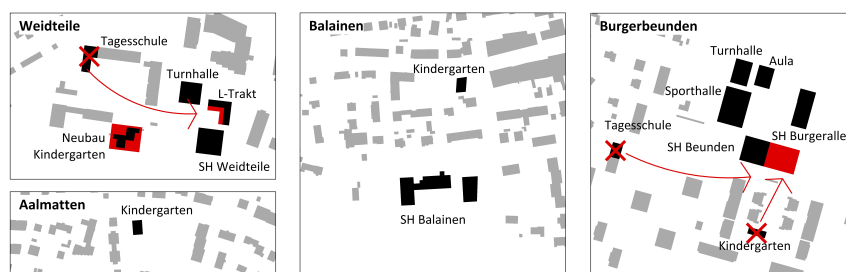 Weidteile
Tagesschule
Turnhalle
L-Trakt
Neubau
Kindergarten
SH Weidteile
Aalmatten
Kindergarten
Balainen
Kindergarten
SH Balainen
Burgerbeunden
Turnhalle
Aula
Sporthalle
Tagesschule
SH Burgeralle
SH Beunden
Kindergarten